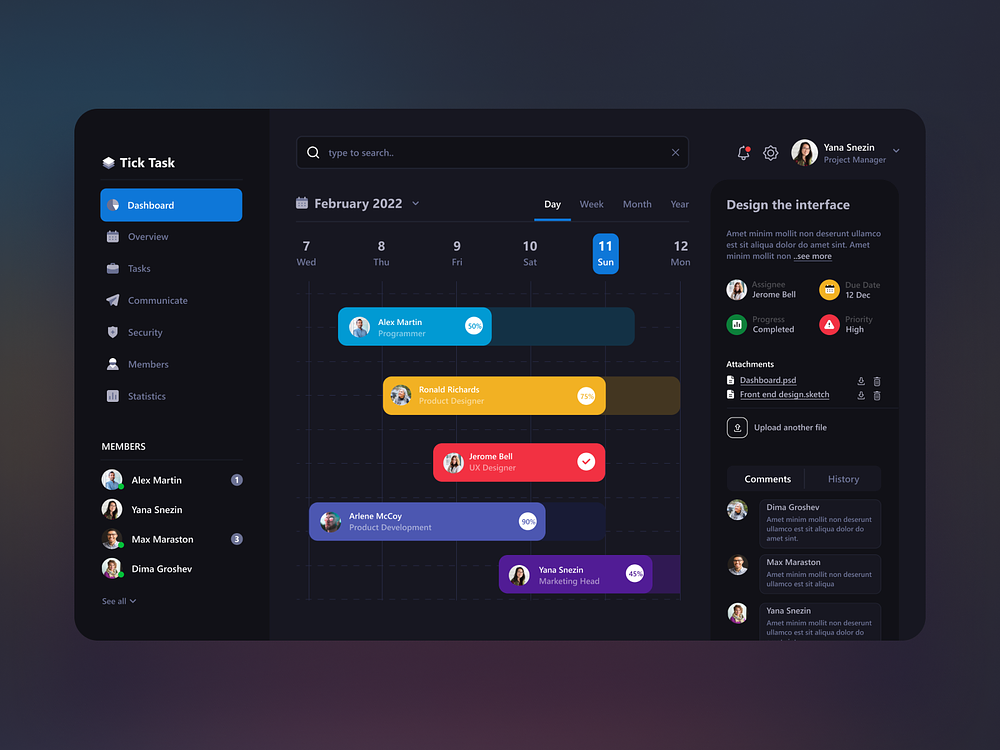 Tick Task
Dashboard
Overview
Tasks
Communicate
Security
Members
Statistics
MEMBERS
Alex Martin 1
Yana Snezin
Max Maraston 3
Dima Groshev
See all
type to search..
February 2022
Day Week Month Year
7 8 9 10 11 12
Wed Thu Fri Sat Sun Mon
Alex Martin
Programmer
50%
Ronald Richards
Product Designer
75%
Jerome Bell
UX Designer
Arlene McCoy
Product Development
90%
Yana Snezin
Marketing Head
45%
Yana Snezin
Project Manager
Design the interface
Amet minim mollit non deserunt ullamco
est sit aliqua dolor do amet sint. Amet
minim mollit non ..see more
Assignee
Jerome Bell
Due Date
12 Dec
Progress
Completed
Priority
High
Attachments
Dashboard.psd
Front end design.sketch
Upload another file
Comments History
Dima Groshev
Amet minim mollit non deserunt
ullamco est sit aliqua dolor do
amet sint.
Max Maraston
Amet minim mollit non deserunt
ullamco est sit aliqua
Yana Snezin
Amet minim mollit non deserunt
ullamco est sit aliqua dolor do